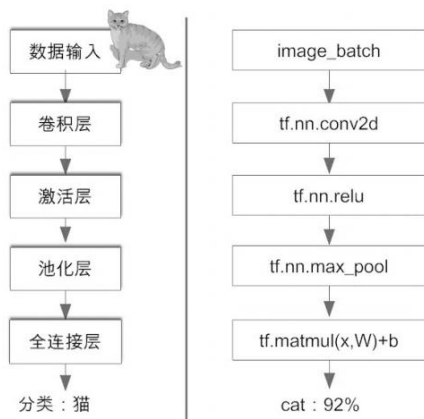 数据输入
卷积层
激活层
池化层
全连接层
分类：猫
image_batch
tf.nn.conv2d
tf.nn.relu
tf.nn.max_pool
tf.matmul(x,W)+b
cat：92%